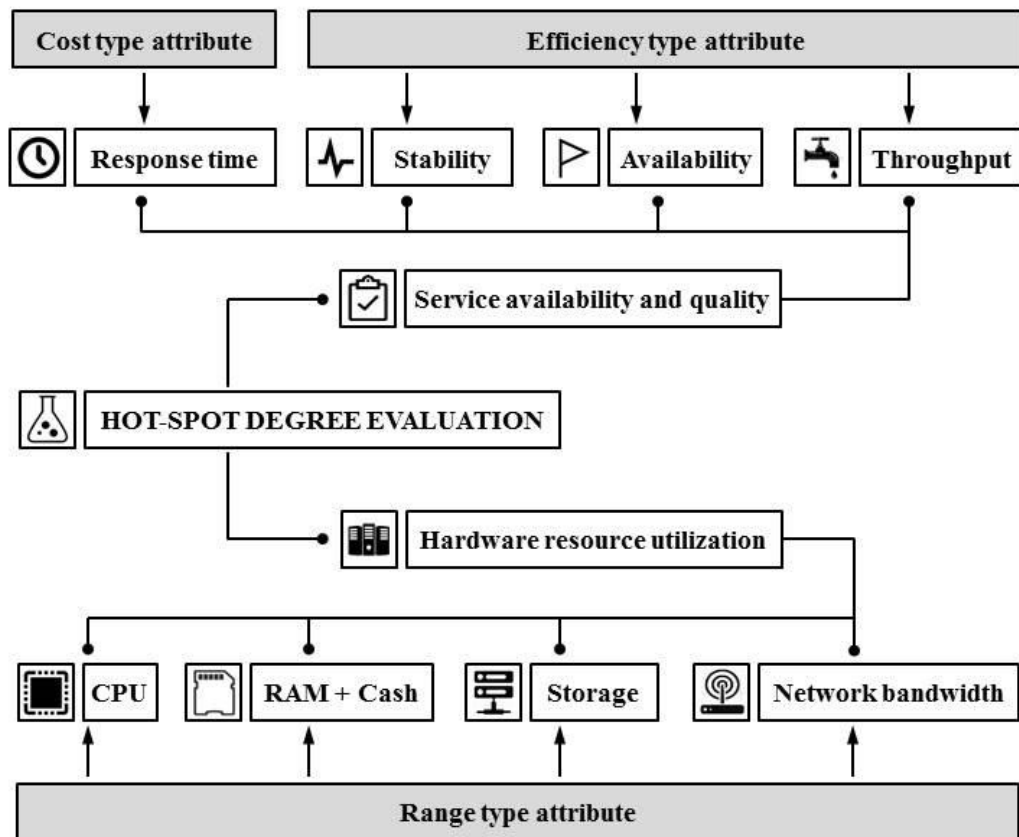 Cost type attribute
Efficiency type attribute
Response time
Stability
Availability
Throughput
Service availability and quality
HOT-SPOT DEGREE EVALUATION
Hardware resource utilization
CPU
RAM + Cash
Storage
Network bandwidth
Range type attribute